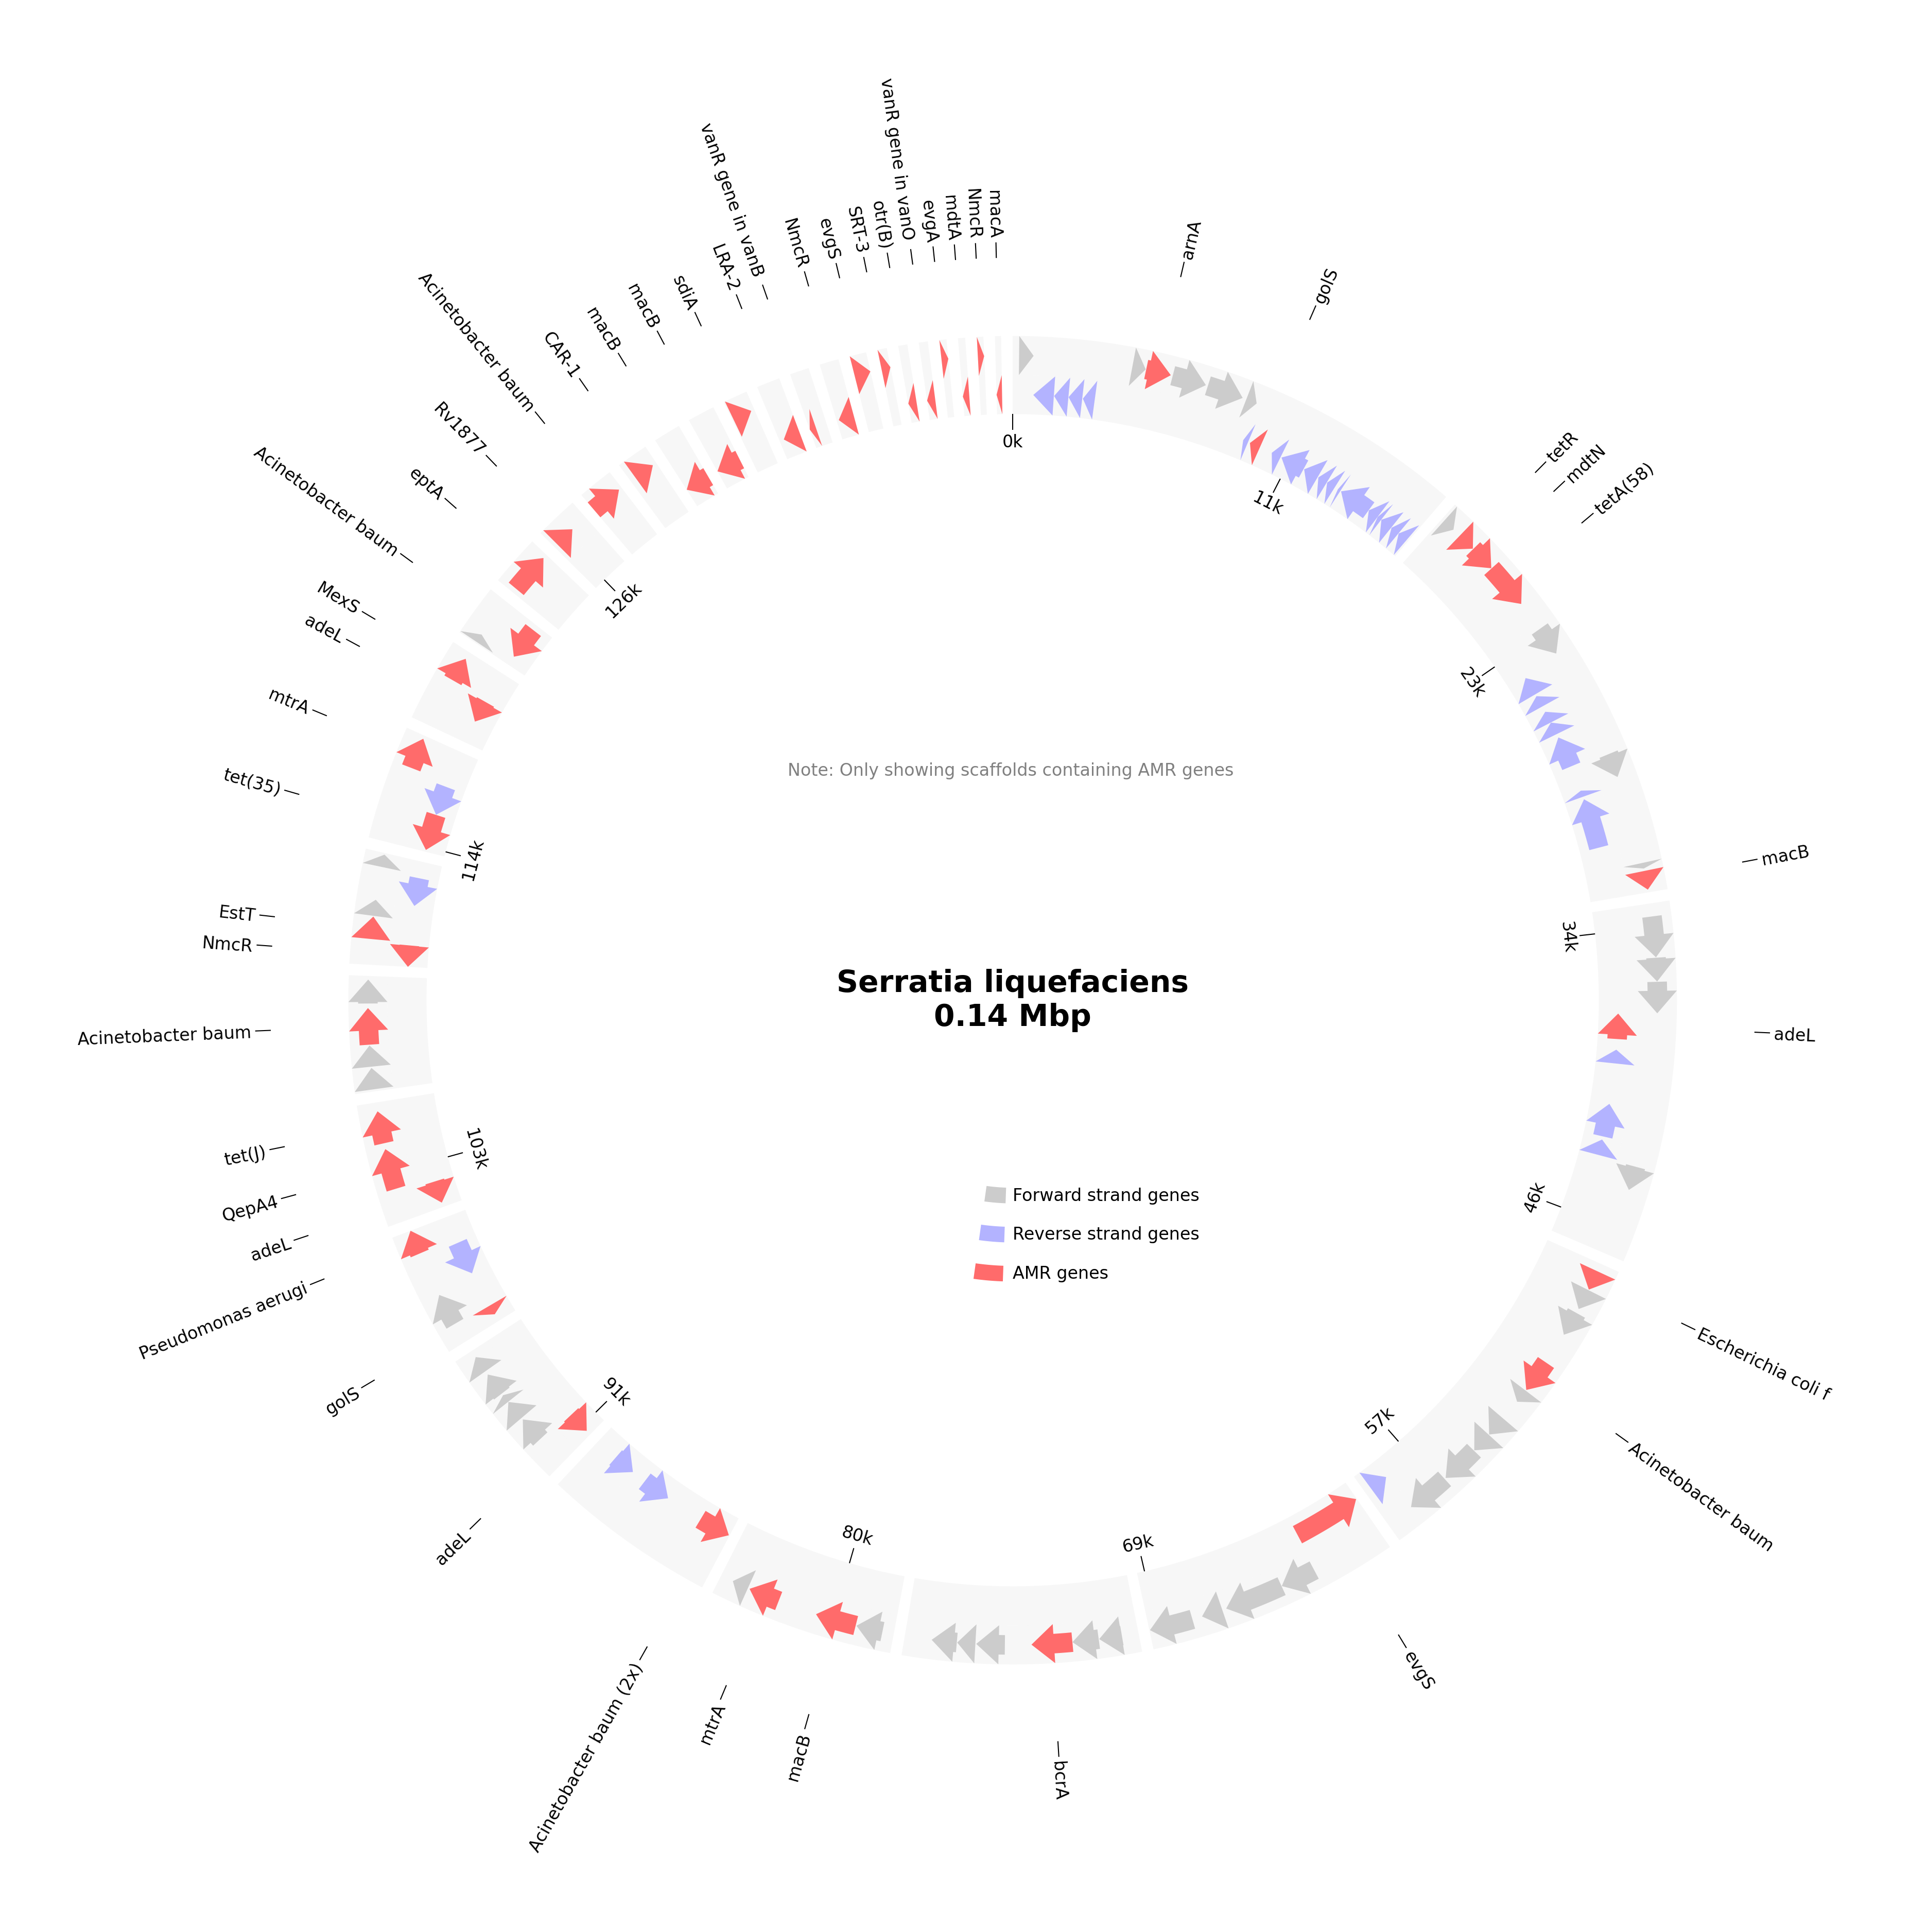 macA
arnA
golS
tetR
mdtN
tetA(58)
macB
adeL
Escherichia coli f
Acinetobacter baum
evgS
bcrA
macB
mtrA
Acinetobacter baum (2x)
adeL
golS
Pseudomonas aerugi
adeL
QepA4
tet(J)
Acinetobacter baum
NmcR
EstT
tet(35)
mtrA
adeL
MexS
Acinetobacter baum
eptA
Rv1877
Acinetobacter baum
CAR-1
macB
macB
sdiA
LRA-2
vanR gene in vanB
NmcR
evgS
SRT-3
otr(B)
vanR gene in vanO
evgA
mdtA
NmcR
0k
11k
23k
34k
46k
57k
69k
80k
91k
103k
114k
126k
Note: Only showing scaffolds containing AMR genes
Serratia liquefaciens
0.14 Mbp
Forward strand genes
Reverse strand genes
AMR genes